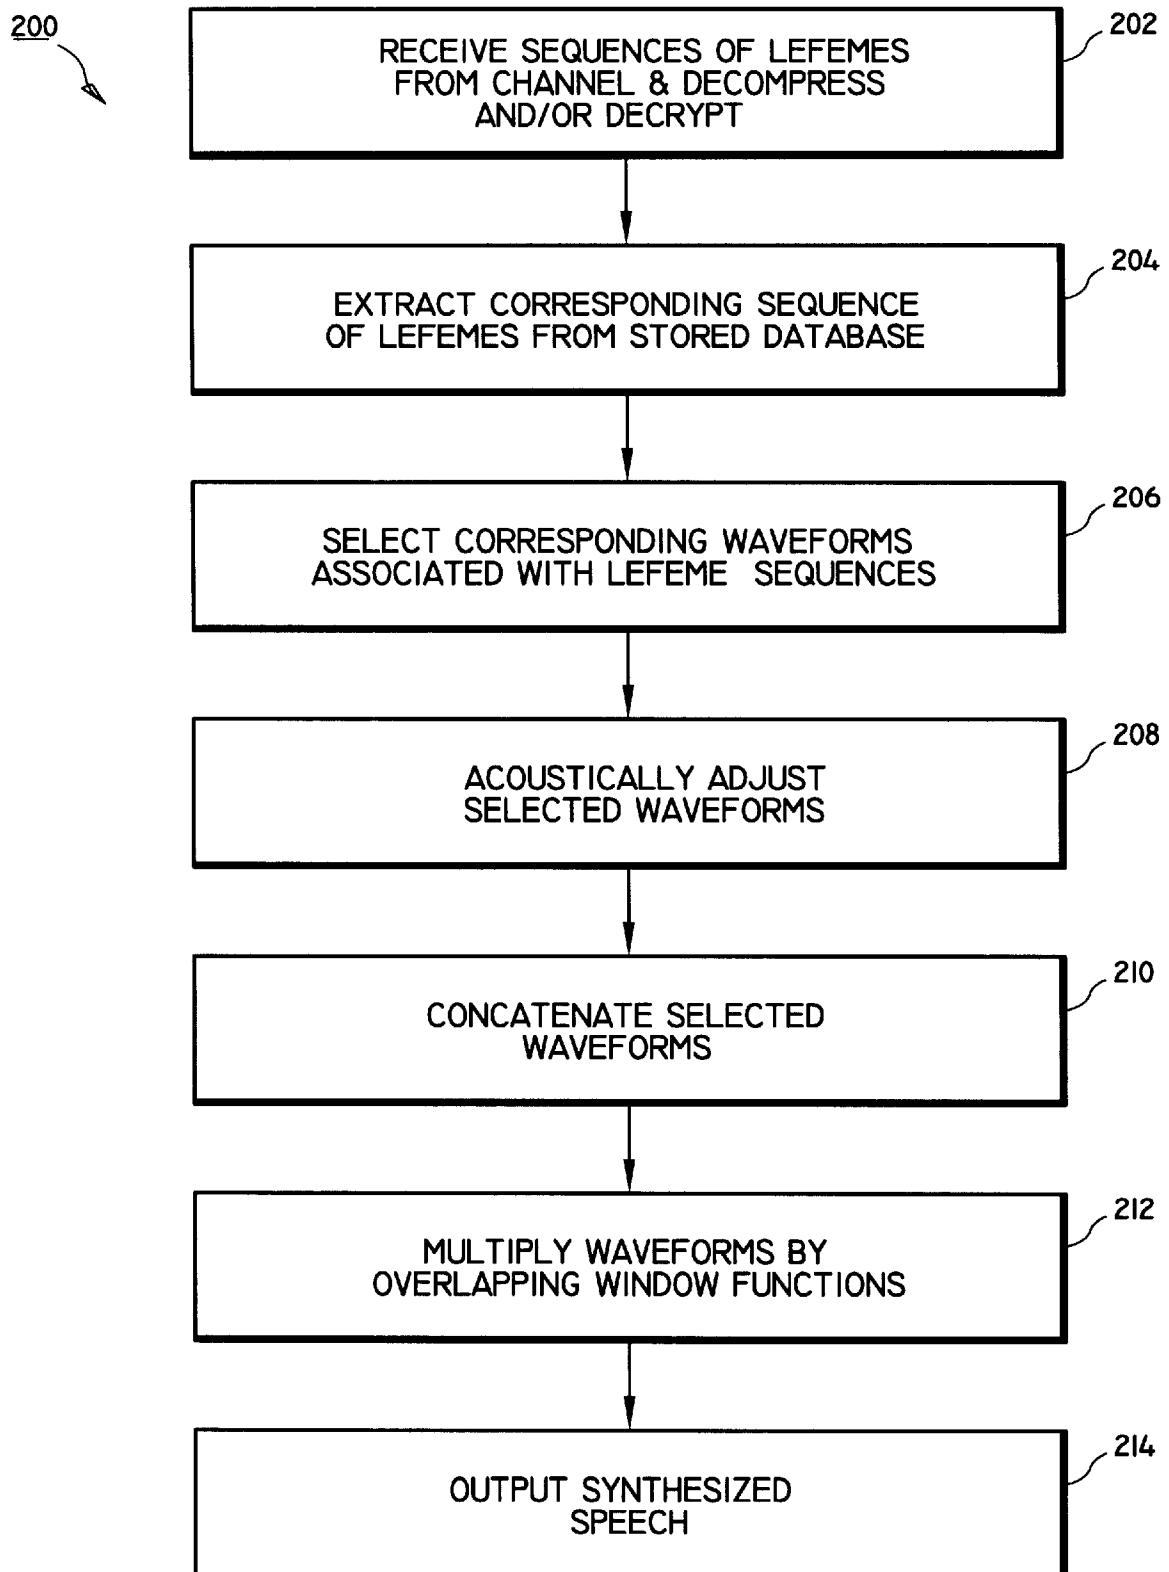 200
202
RECEIVE SEQUENCES OF LEFEMES
FROM CHANNEL & DECOMPRESS
AND/OR DECRYPT
204
EXTRACT CORRESPONDING SEQUENCE
OF LEFEMES FROM STORED DATABASE
206
SELECT CORRESPONDING WAVEFORMS
ASSOCIATED WITH LEFEME SEQUENCES
208
ACOUSTICALLY ADJUST
SELECTED WAVEFORMS
210
CONCATENATE SELECTED
WAVEFORMS
212
MULTIPLY WAVEFORMS BY
OVERLAPPING WINDOW FUNCTIONS
214
OUTPUT SYNTHESIZED
SPEECH